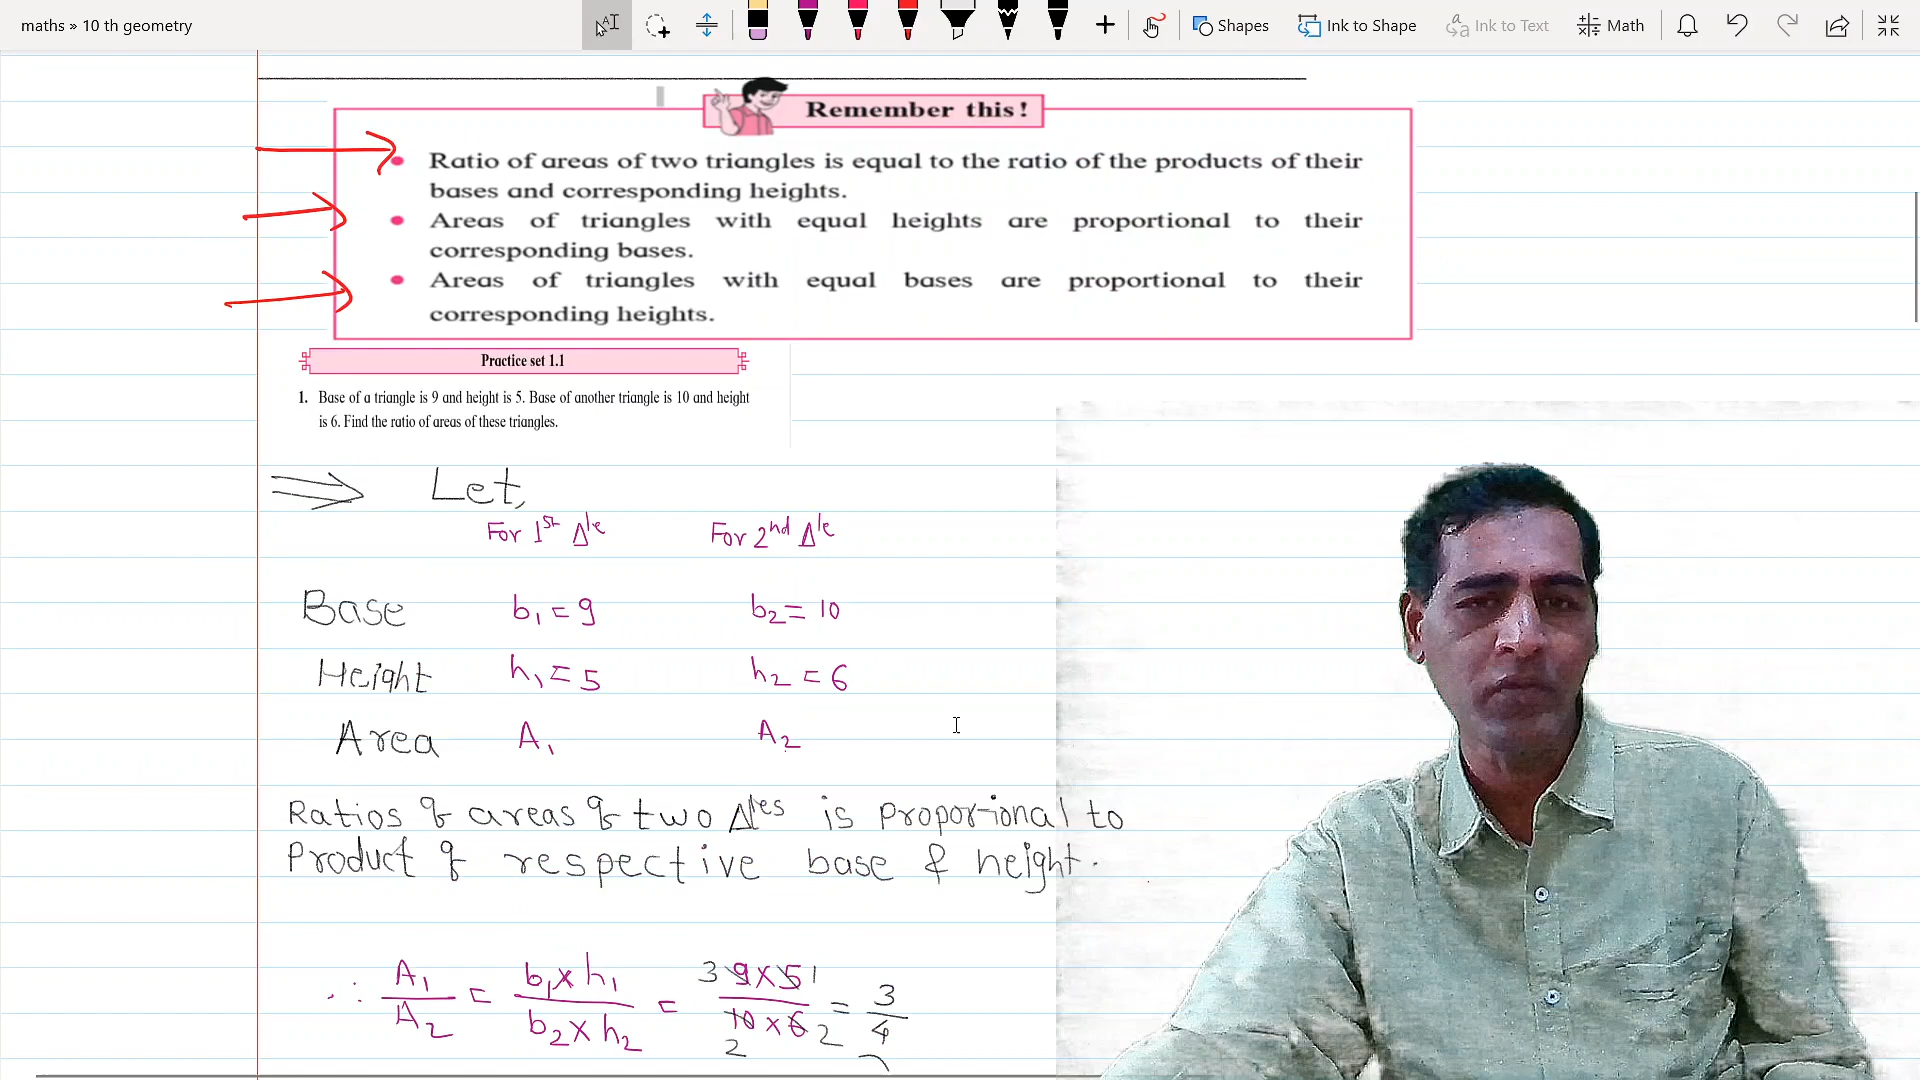 maths » 10 th geometry
Shapes Ink to Shape Ink to Text Math
Remember this!
Ratio of areas of two triangles is equal to the ratio of the products of their
bases and corresponding heights.
Areas of triangles with equal heights are proportional to their
corresponding bases.
Areas of triangles with equal bases are proportional to their
corresponding heights.
Practice set 1.1
1. Base of a triangle is 9 and height is 5. Base of another triangle is 10 and height
is 6. Find the ratio of areas of these triangles.
⇒ Let,
For 1st Δle For 2nd Δle
Base b₁ = 9 b₂ = 10
Height h₁ = 5 h₂ = 6
Area A₁ A₂
Ratios of areas of two Δles is proportional to
Product of respective base & height.
∴ A₁/A₂ = b₁ x h₁ / b₂ x h₂ = 3 9 x 5 1 / 10 x 6 2 = 3/4
2